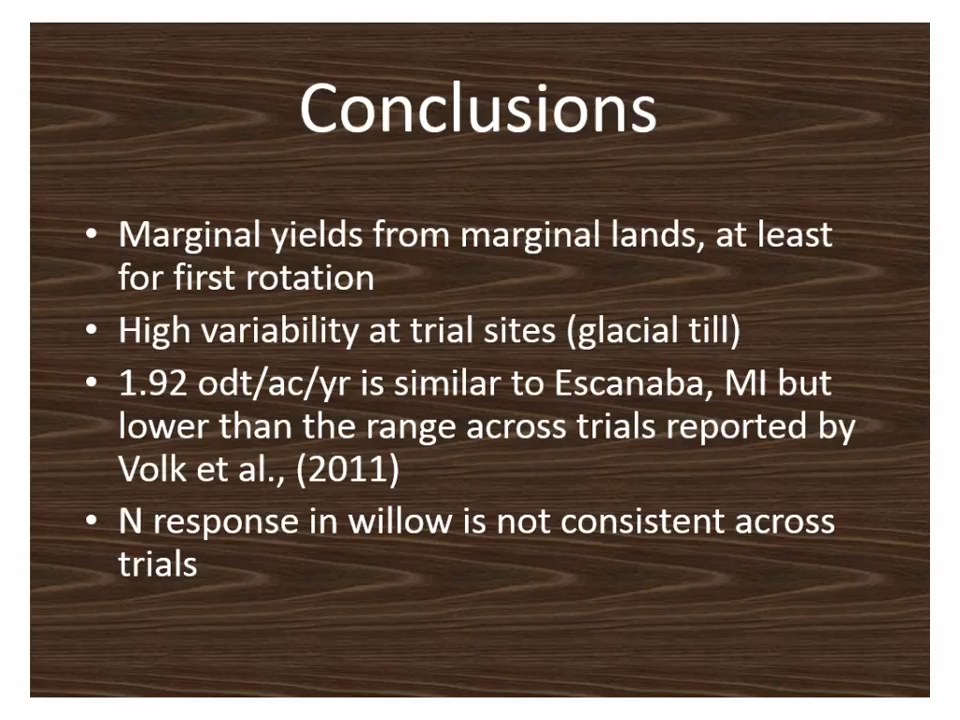 Conclusions
• Marginal yields from marginal lands, at least
for first rotation
• High variability at trial sites (glacial till)
• 1.92 odt/ac/yr is similar to Escanaba, MI but
lower than the range across trials reported by
Volk et al., (2011)
• N response in willow is not consistent across
trials